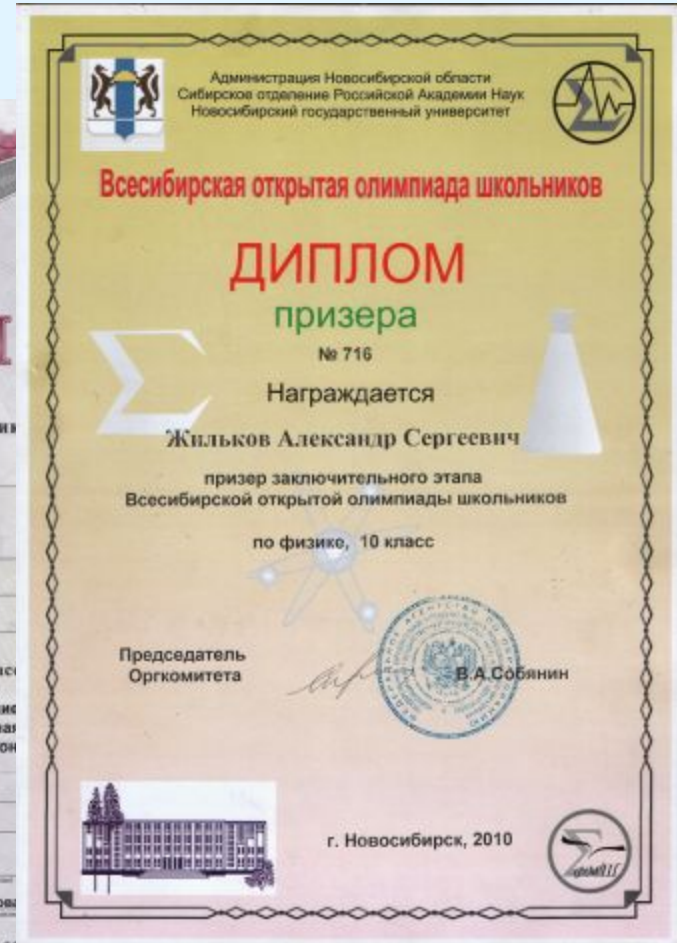 Администрация Новосибирской области
Сибирское отделение Российской Академии Наук
Новосибирский государственный университет
Всесибирская открытая олимпиада школьников
ДИПЛОМ
призера
№ 716
Награждается
Жильков Александр Сергеевич
призер заключительного этапа
Всесибирской открытой олимпиады школьников
по физике, 10 класс
Председатель
Оргкомитета
В.А.Собянин
г. Новосибирск, 2010